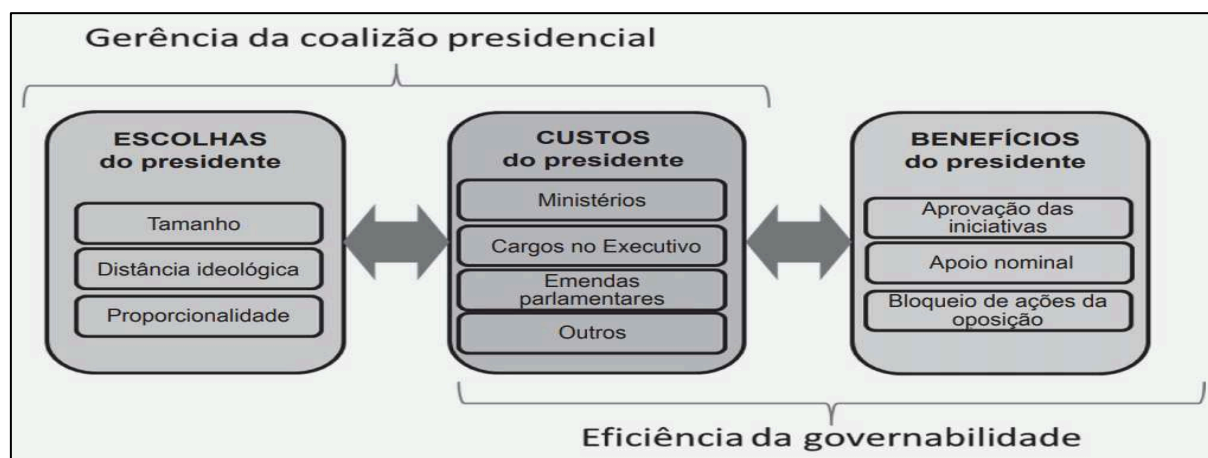 Gerência da coalizão presidencial
ESCOLHAS
do presidente
Tamanho
Distância ideológica
Proporcionalidade
CUSTOS
do presidente
Ministérios
Cargos no Executivo
Emendas
parlamentares
Outros
BENEFÍCIOS
do presidente
Aprovação das
iniciativas
Apoio nominal
Bloqueio de ações da
oposição
Eficiência da governabilidade